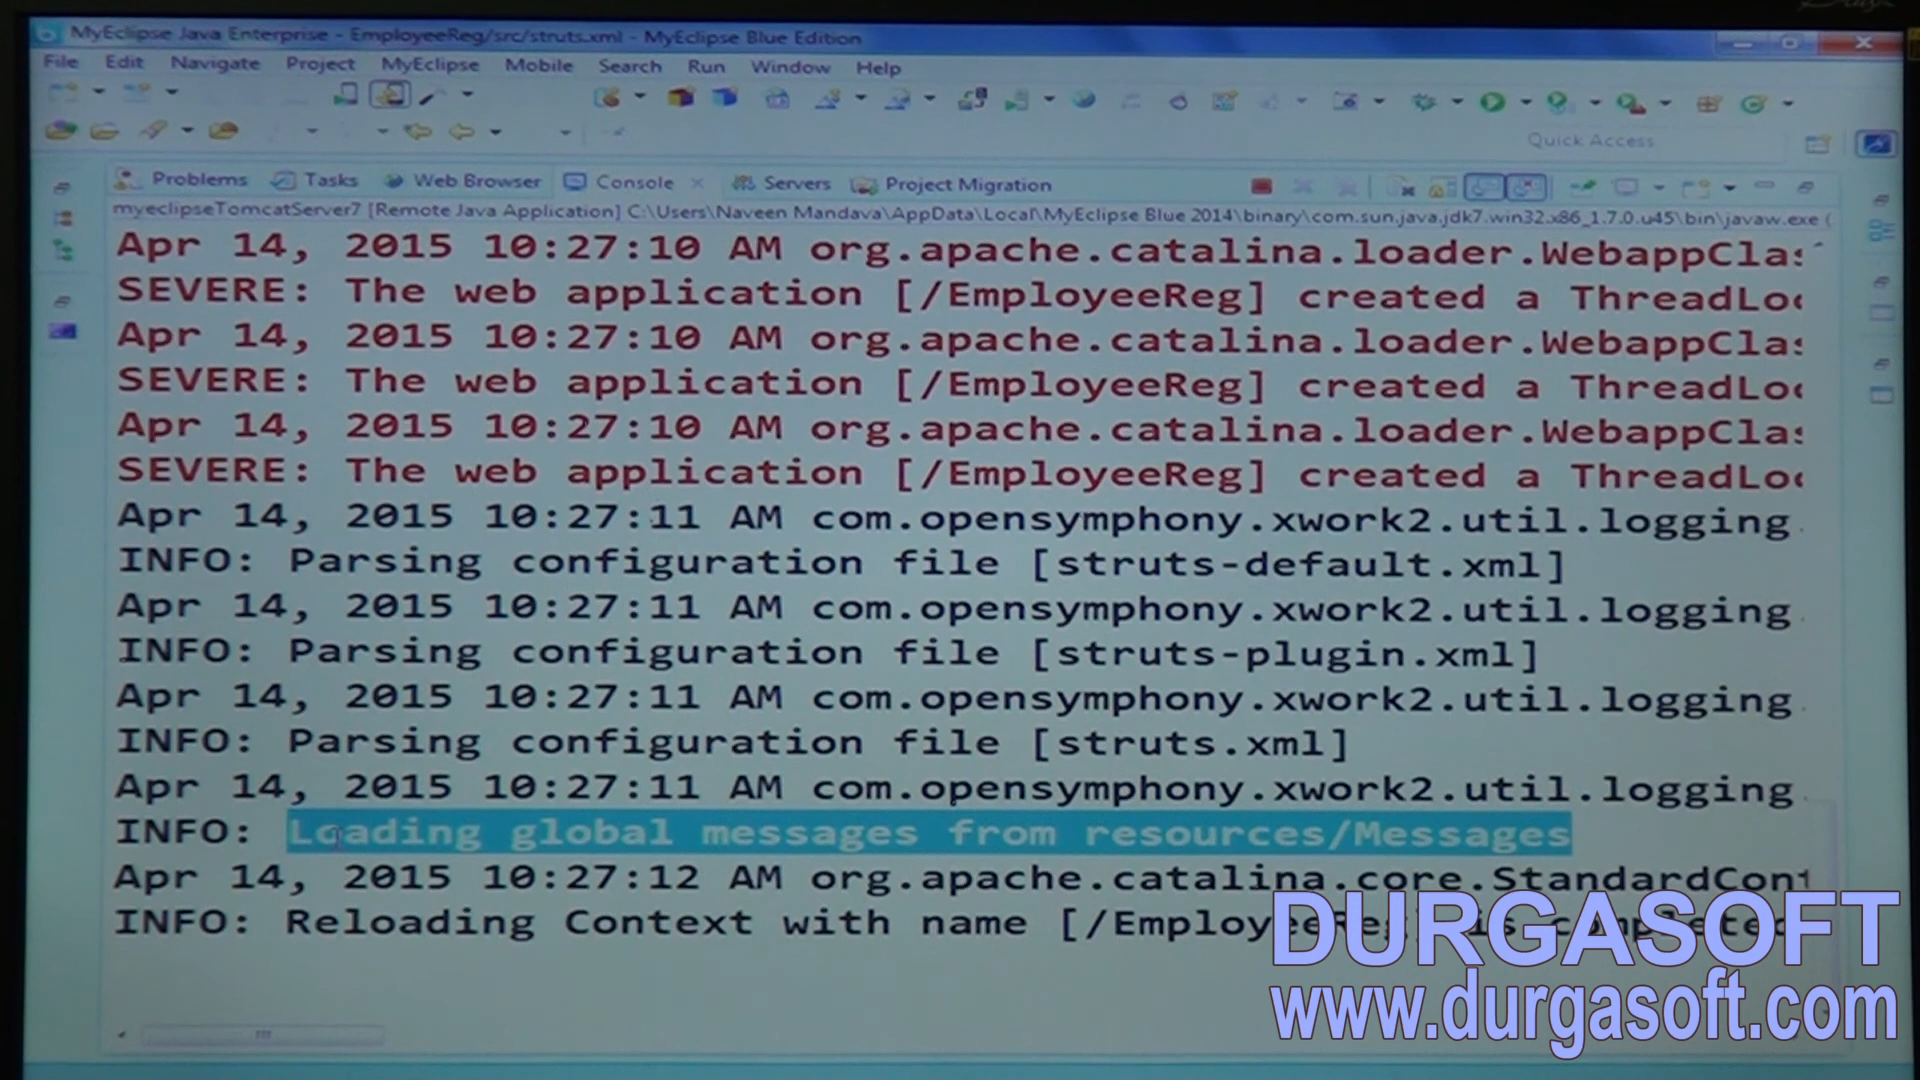 MyEclipse Java Enterprise - EmployeeReg/src/struts.xml - MyEclipse Blue Edition
File Edit Navigate Project MyEclipse Mobile Search Run Window Help
Quick Access
Problems Tasks Web Browser Console Servers Project Migration
myeclipseTomcatServer7 [Remote Java Application] C:\Users\Naveen Mandava\AppData\Local\MyEclipse Blue 2014\binary\com.sun.java.jdk7.win32.x86_1.7.0.u45\bin\javaw.exe (
Apr 14, 2015 10:27:10 AM org.apache.catalina.loader.WebappClas
SEVERE: The web application [/EmployeeReg] created a ThreadLoc
Apr 14, 2015 10:27:10 AM org.apache.catalina.loader.WebappClas
SEVERE: The web application [/EmployeeReg] created a ThreadLoc
Apr 14, 2015 10:27:10 AM org.apache.catalina.loader.WebappClas
SEVERE: The web application [/EmployeeReg] created a ThreadLoc
Apr 14, 2015 10:27:11 AM com.opensymphony.xwork2.util.logging.
INFO: Parsing configuration file [struts-default.xml]
Apr 14, 2015 10:27:11 AM com.opensymphony.xwork2.util.logging.
INFO: Parsing configuration file [struts-plugin.xml]
Apr 14, 2015 10:27:11 AM com.opensymphony.xwork2.util.logging.
INFO: Parsing configuration file [struts.xml]
Apr 14, 2015 10:27:11 AM com.opensymphony.xwork2.util.logging.
INFO: Loading global messages from resources/Messages
Apr 14, 2015 10:27:12 AM org.apache.catalina.core.StandardCont
INFO: Reloading Context with name [/EmployeeReg] is completed
DURGASOFT
www.durgasoft.com